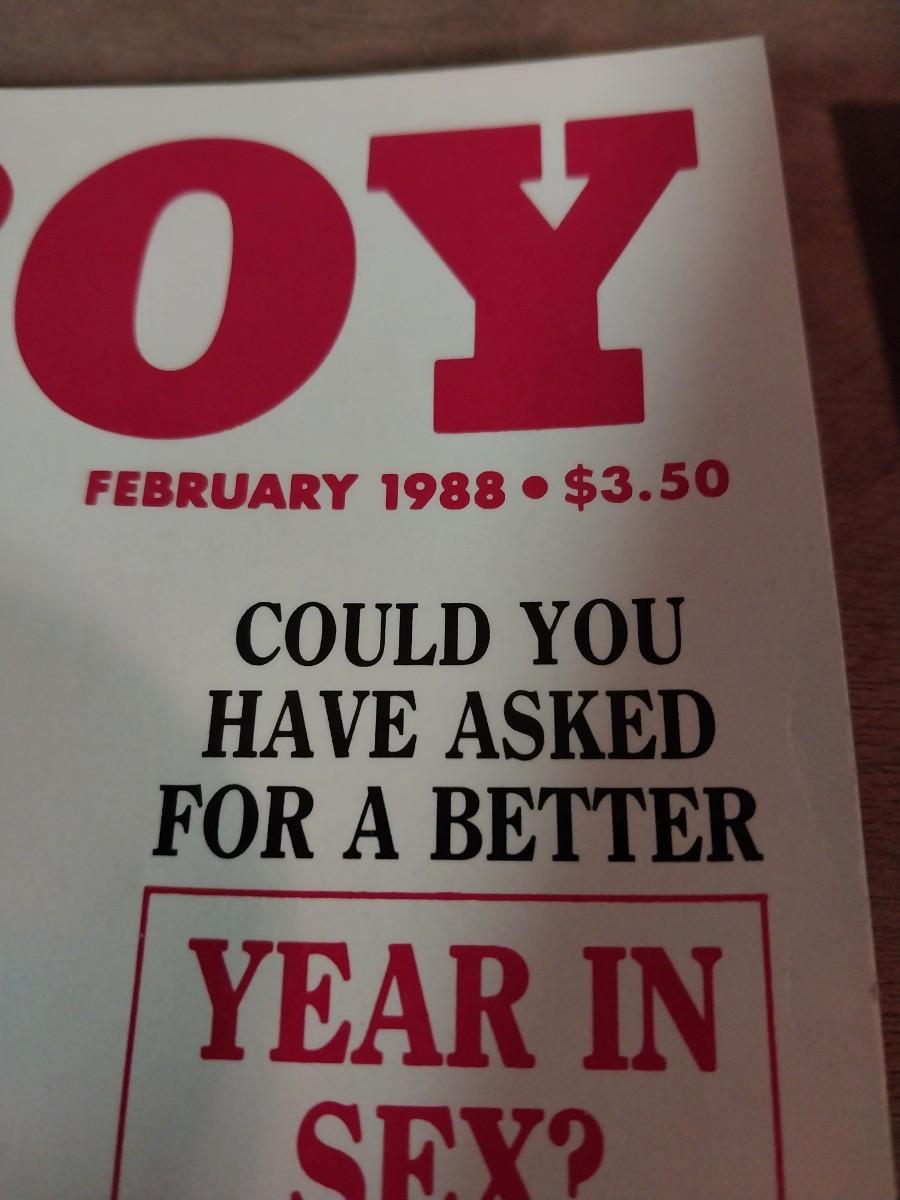 OY
FEBRUARY 1988 • $3.50
COULD YOU
HAVE ASKED
FOR A BETTER
YEAR IN
SEX?